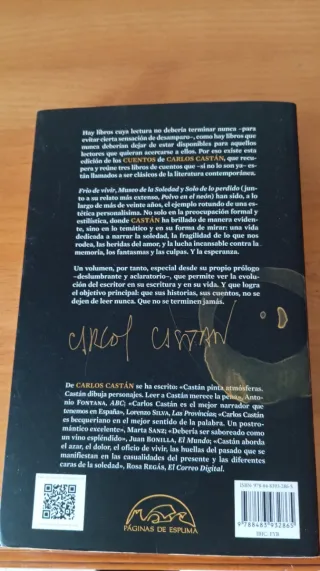 Hay libros cuya lectura no debería terminar nunca –para
evitar cierta sensación de desamparo–, como hay libros que
nunca deberían dejar de estar disponibles para aquellos
lectores que quieran acercarse a ellos. Por eso existe esta
edición de los CUENTOS de CARLOS CASTÁN, que recu-
pera y reúne tres libros de cuentos que –si no lo son ya– es-
tán llamados a ser clásicos de la literatura contemporánea.
Frío de vivir, Museo de la Soledad y Solo de lo perdido (jun-
to a su relato más extenso, Polvo en el neón) han sido, a lo
largo de más de veinte años, el ejemplo rotundo de una es-
tética personalísima. No solo en la preocupación formal y
estilística, donde CASTÁN ha brillado de manera eviden-
te, sino en lo temático y en su forma de mirar: una vida
dedicada a narrar la soledad, la fragilidad de lo que nos
rodea, las heridas del amor, y la lucha incansable contra la
memoria, los fantasmas y las culpas. Y la esperanza.
Un volumen, por tanto, especial desde su propio prólogo
–deslumbrante y aclaratorio–, que permite ver la evolu-
ción del escritor en su escritura y en su vida. Y que logra
el objetivo principal: que sus historias, sus cuentos, no se
dejen de leer nunca. Que no se terminen jamás.
CARLOS CASTÁN
De CARLOS CASTÁN se ha escrito: «Castán pinta atmósferas.
Castán dibuja personajes. Leer a Castán merece la pena», Anto-
nio FONTANA, ABC; «Carlos Castán es el mejor narrador que
tenemos en España», Lorenzo SILVA, Las Provincias; «Carlos Castán
es becqueriano en el mejor sentido de la palabra. Un postro-
mántico excelente», Marta SANZ; «Debería ser saboreado como
un vino espléndido», Juan BONILLA, El Mundo; «Castán aborda
el azar, el dolor, el oficio de vivir, las huellas del pasado que se
manifiestan en las casualidades del presente y las diferentes
caras de la soledad», Rosa REGÀS, El Correo Digital.
PÁGINAS DE ESPUMA
ISBN: 978-84-8393-286-5
9 788483 932865
BHG; FYB